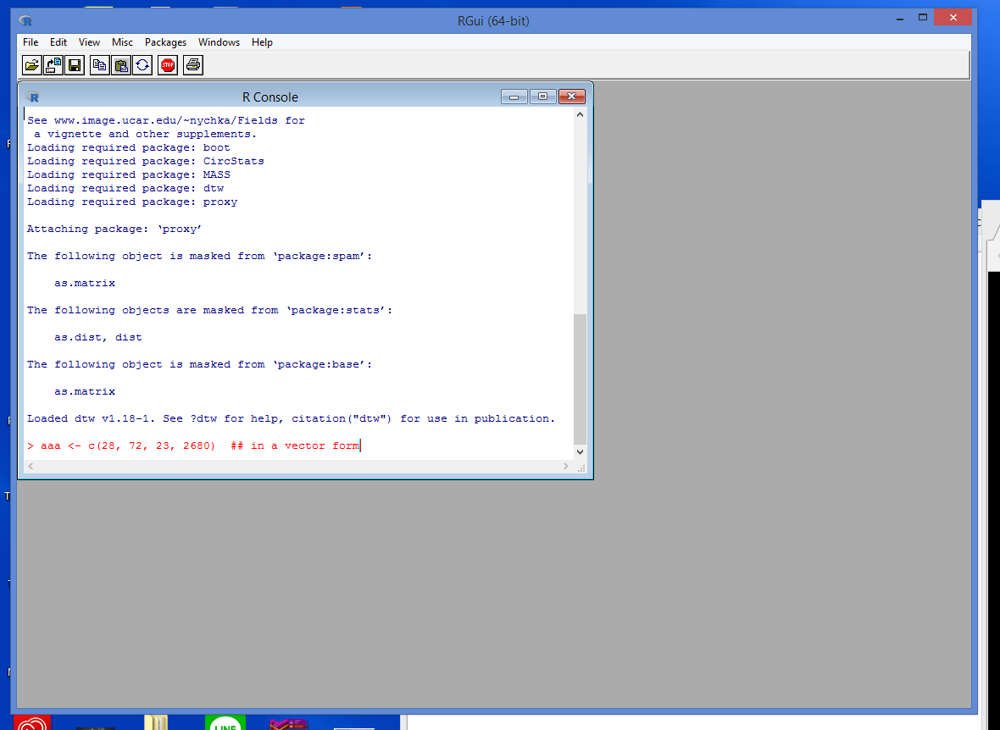 RGui (64-bit)
File Edit View Misc Packages Windows Help
STOP
R Console
See www.image.ucar.edu/~nychka/Fields for
 a vignette and other supplements.
Loading required package: boot
Loading required package: CircStats
Loading required package: MASS
Loading required package: dtw
Loading required package: proxy
Attaching package: ‘proxy’
The following object is masked from ‘package:spam’:
    as.matrix
The following objects are masked from ‘package:stats’:
    as.dist, dist
The following object is masked from ‘package:base’:
    as.matrix
Loaded dtw v1.18-1. See ?dtw for help, citation("dtw") for use in publication.
> aaa <- c(28, 72, 23, 2680)  ## in a vector form
LINE